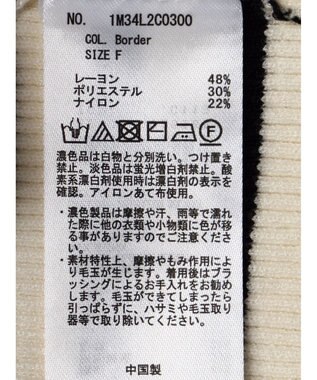 NO. 1M34L2C0300
COL. Border
SIZE F
レーヨン 48%
ポリエステル 30%
ナイロン 22%
濃色品は白物と分別洗い。つけ置き
禁止。淡色品は蛍光増白剤禁止。酸
素系漂白剤使用前に漂白剤の表示を
確認。アイロンあて布使用。
・濃色製品は摩擦や汗、雨等で濡れ
た際に他の衣類や小物類に色が移
る事がありますのでご注意くださ
い。
・素材特性上、摩擦やもみ作用によ
り毛玉が生じます。着用後はブラ
ッシングによるお手入れをお勧め
します。毛玉ができてしまったら
引っぱらずに、ハサミや毛玉取り
器等で取り除いてください。
中国製